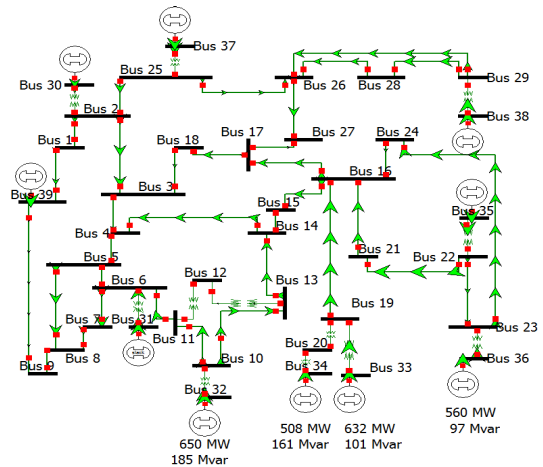 Bus 37
Bus 25
Bus 30
Bus 26
Bus 28
Bus 29
Bus 2
Bus 38
Bus 1
Bus 18
Bus 17
Bus 27
Bus 24
Bus 16
Bus 39
Bus 3
Bus 15
Bus 35
Bus 4
Bus 14
Bus 21
Bus 22
Bus 5
Bus 6
Bus 12
Bus 13
Bus 7
Bus 31
Bus 11
Bus 19
Bus 23
Bus 8
Bus 9
Bus 10
Bus 20
Bus 36
Bus 34
Bus 33
Bus 32
560 MW
97 Mvar
508 MW
161 Mvar
632 MW
101 Mvar
650 MW
185 Mvar